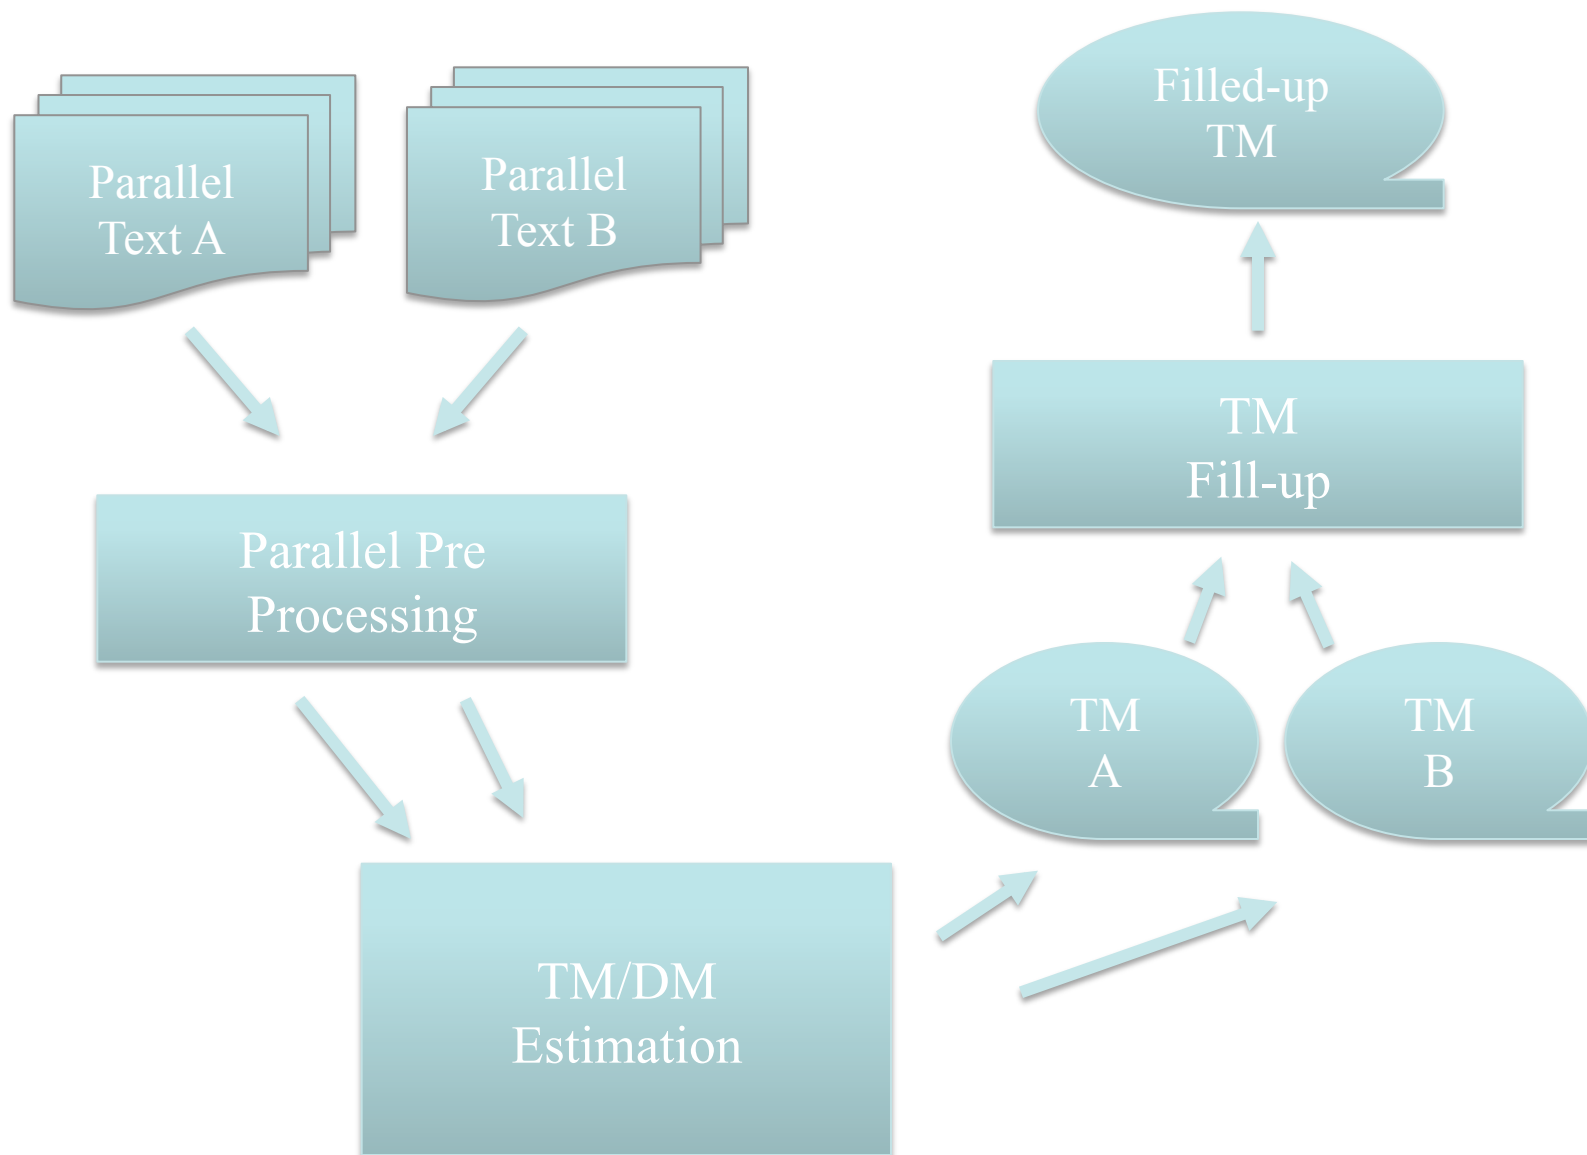 Parallel
Text A
Parallel
Text B
Parallel Pre
Processing
TM/DM
Estimation
TM
A
TM
B
TM
Fill-up
Filled-up
TM